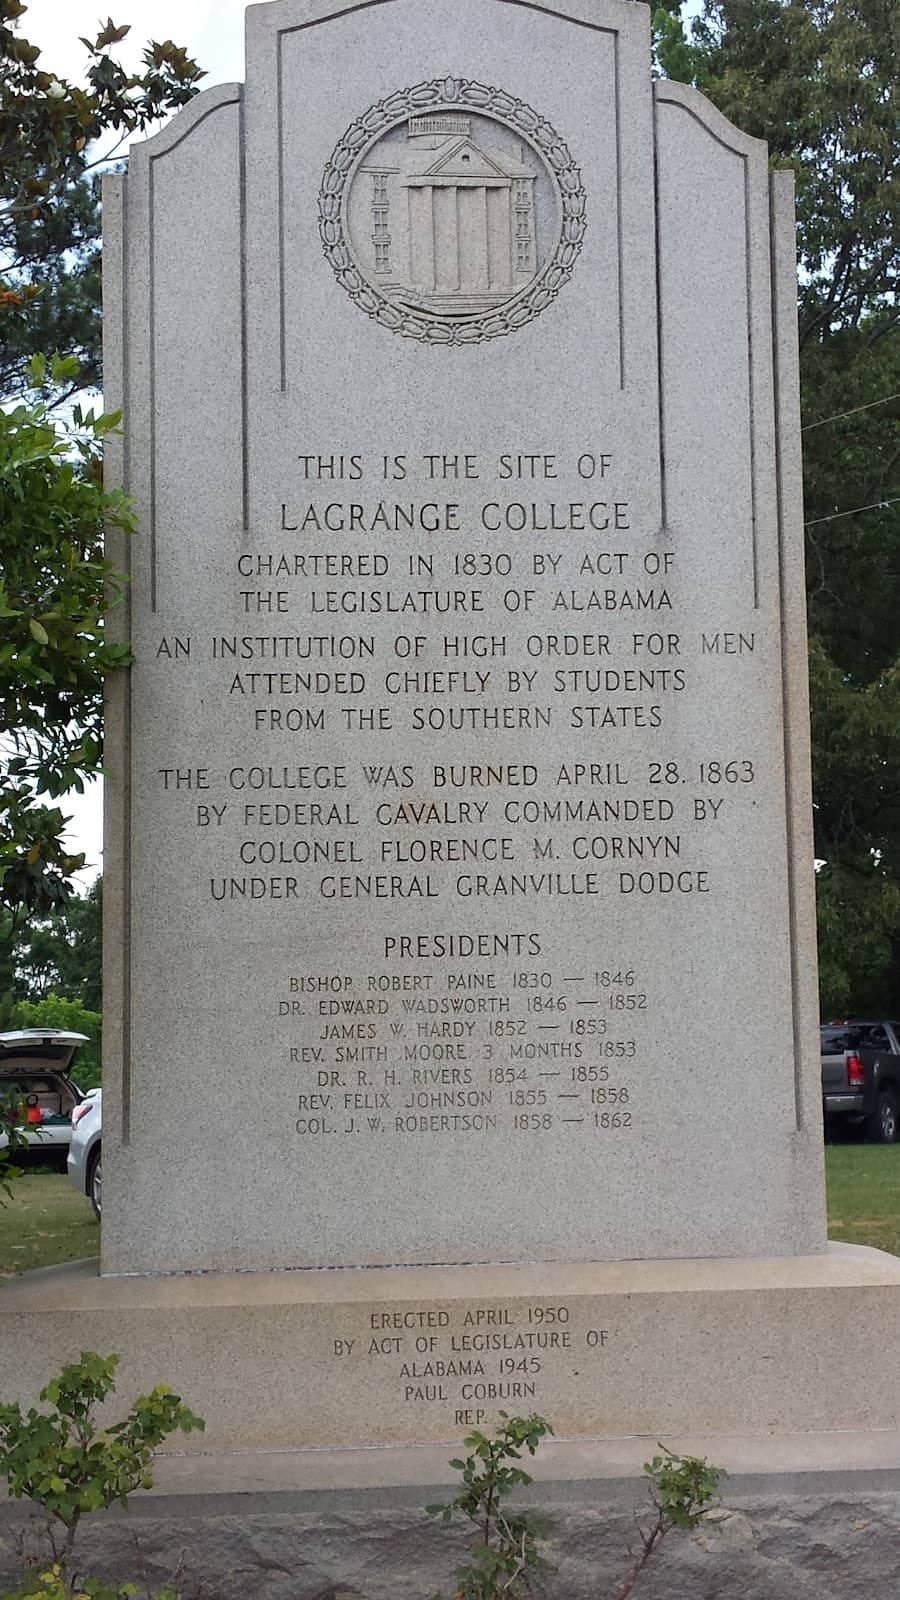 THIS IS THE SITE OF
LAGRANGE COLLEGE
CHARTERED IN 1830 BY ACT OF
THE LEGISLATURE OF ALABAMA
AN INSTITUTION OF HIGH ORDER FOR MEN
ATTENDED CHIEFLY BY STUDENTS
FROM THE SOUTHERN STATES
THE COLLEGE WAS BURNED APRIL 28. 1863
BY FEDERAL CAVALRY COMMANDED BY
COLONEL FLORENCE M. CORNYN
UNDER GENERAL GRANVILLE DODGE
PRESIDENTS
BISHOP ROBERT PAINE 1830 — 1846
DR. EDWARD WADSWORTH 1846 — 1852
JAMES W. HARDY 1852 — 1853
REV. SMITH MOORE 3 MONTHS 1853
DR. R. H. RIVERS 1854 — 1855
REV. FELIX JOHNSON 1855 — 1858
COL. J. W. ROBERTSON 1858 — 1862
ERECTED APRIL 1950
BY ACT OF LEGISLATURE OF
ALABAMA 1945
PAUL COBURN
REP.